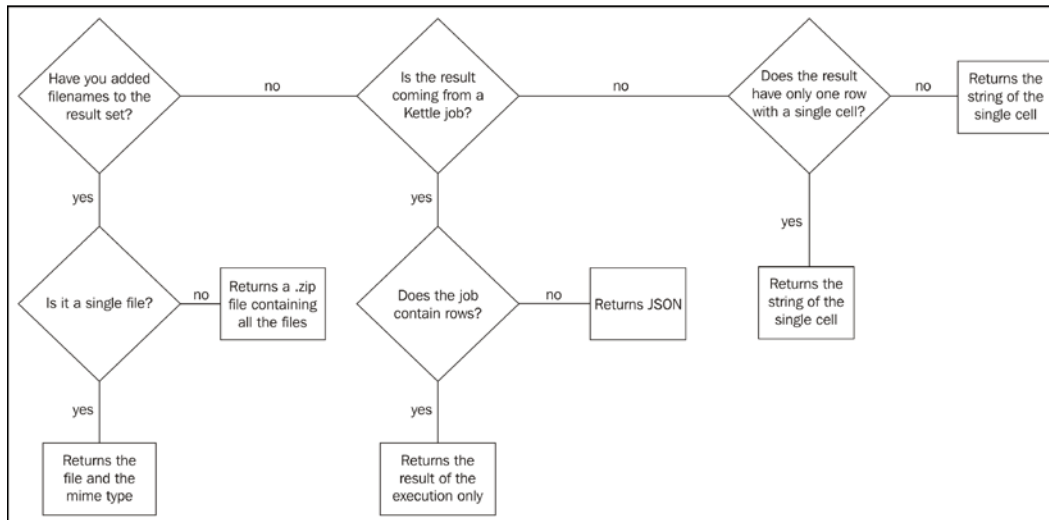 Have you added
filenames to the
result set?
no
Is the result
coming from a
Kettle job?
no
Does the result
have only one row
with a single cell?
no
Returns the
string of the
single cell
yes
yes
yes
Is it a single file?
no
Returns a .zip
file containing
all the files
Does the job
contain rows?
no
Returns JSON
Returns the
string of the
single cell
yes
yes
Returns the
file and the
mime type
Returns the
result of the
execution only